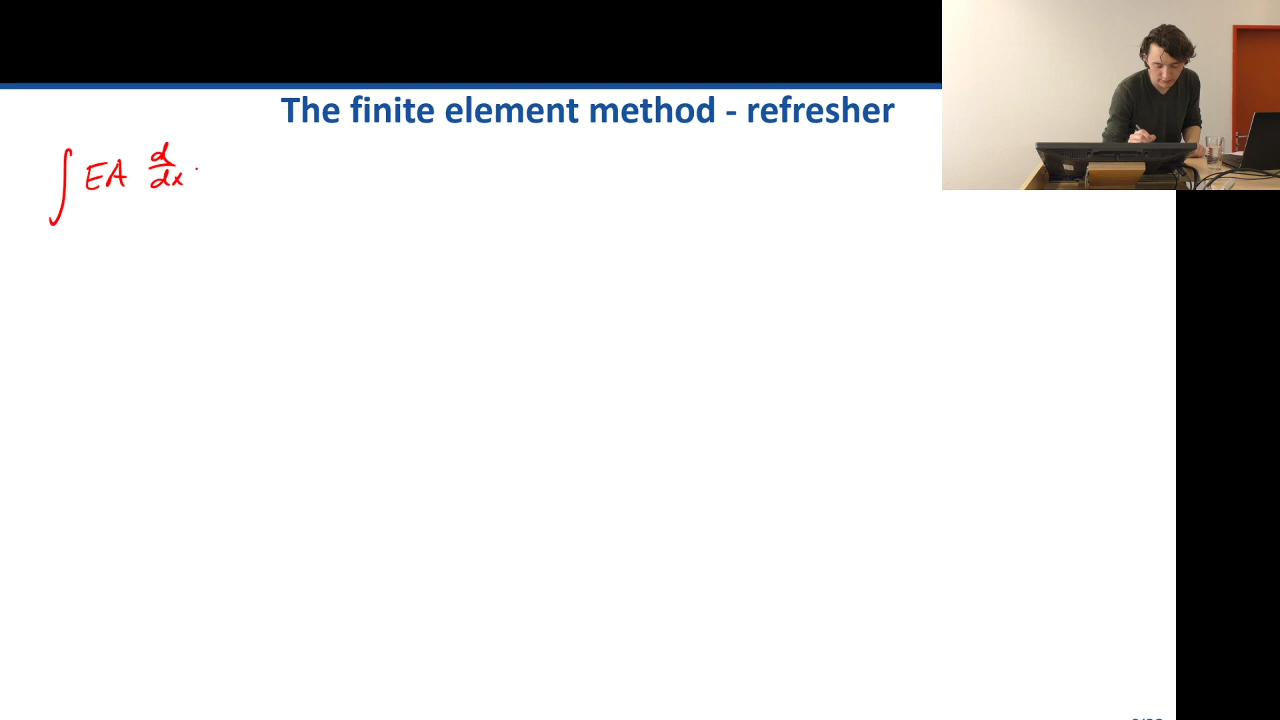 The finite element method - refresher
∫ EA d/dx